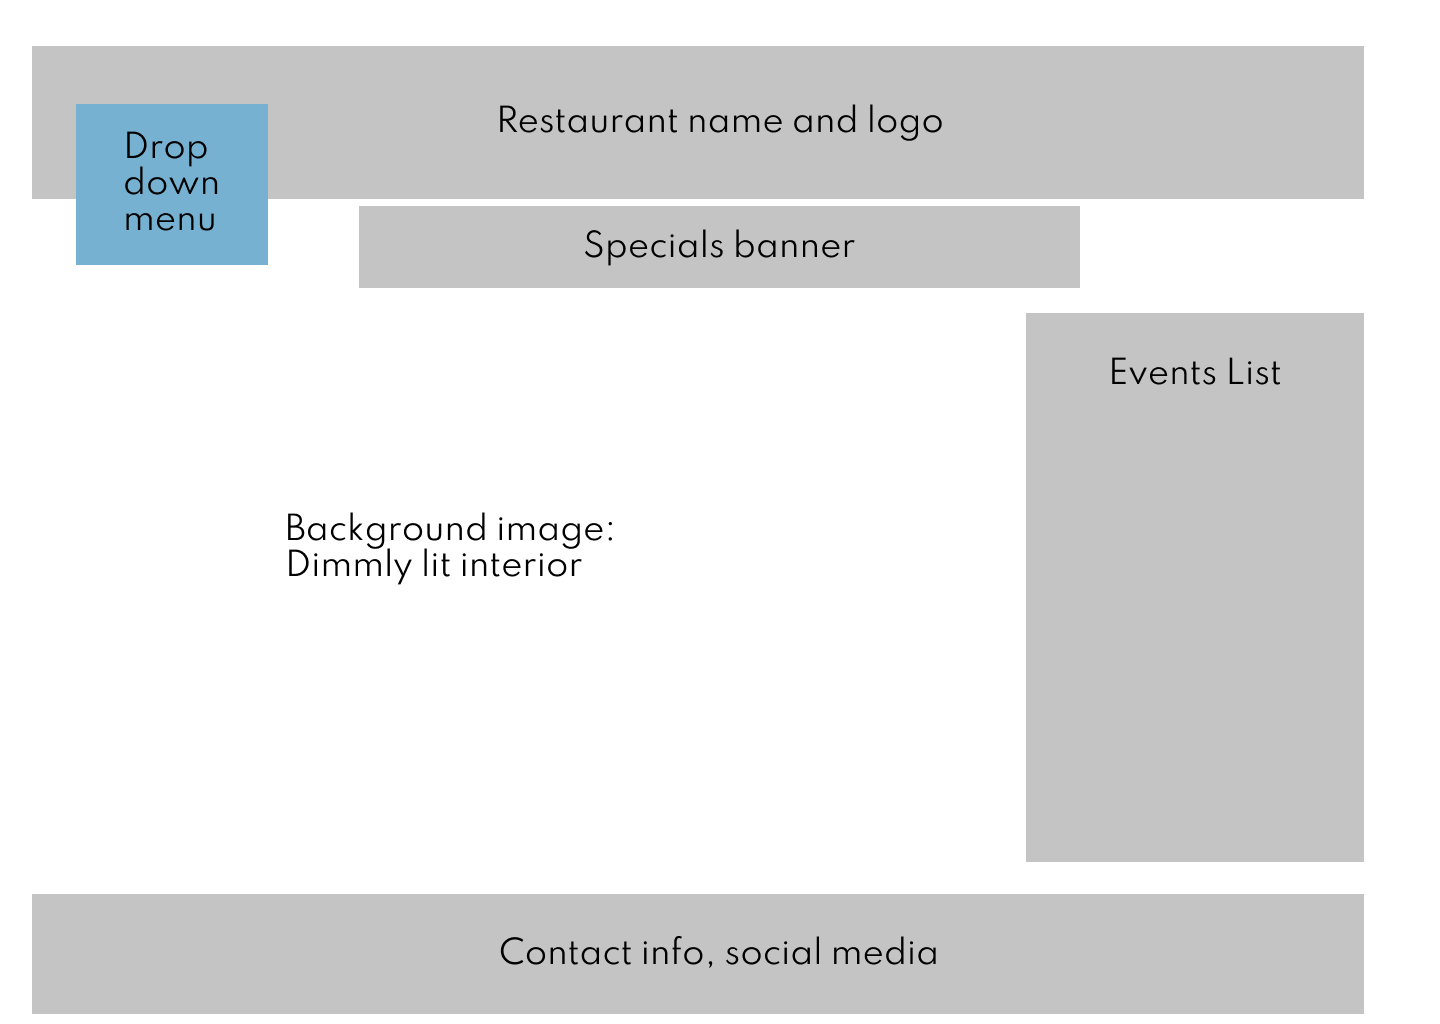 Restaurant name and logo
Drop
down
menu
Specials banner
Events List
Background image:
Dimmly lit interior
Contact info, social media